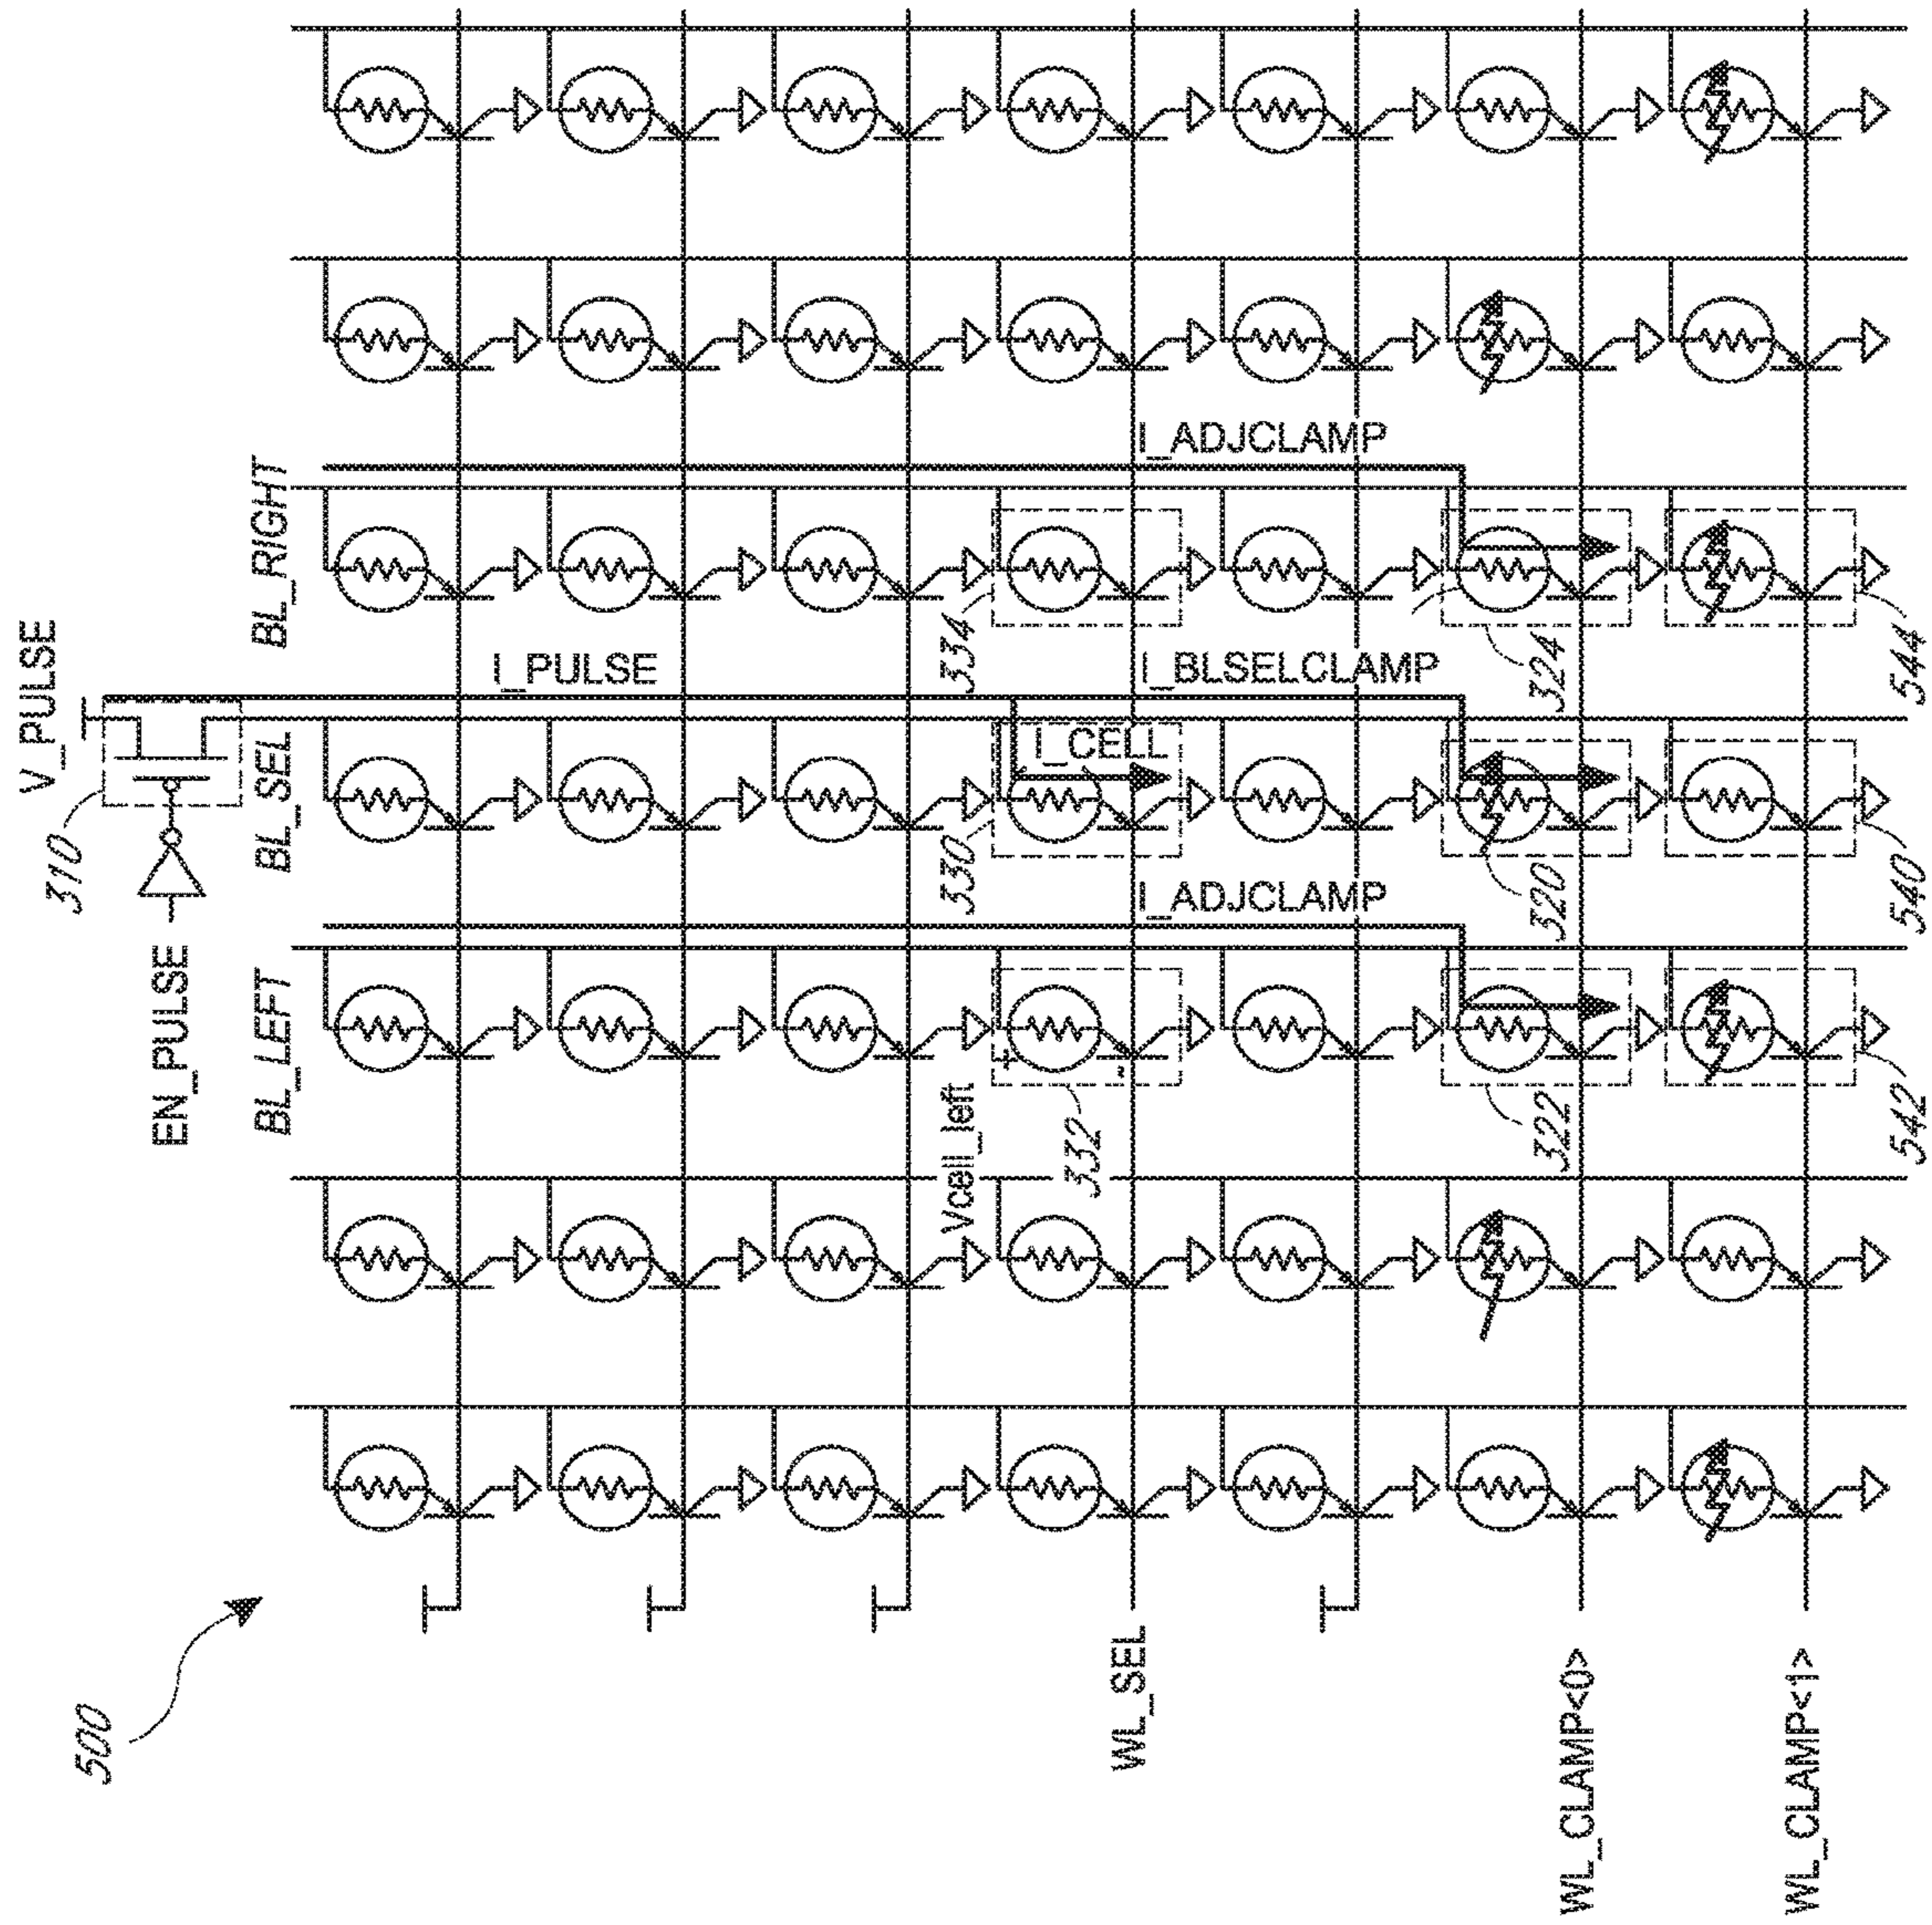 500
V_PULSE
310
EN_PULSE
BL_LEFT
BL_SEL
BL_RIGHT
I_PULSE
Vcell_left
332
+
-
330
334
I_CELL
I_ADJCLAMP
I_BLSELCLAMP
I_ADJCLAMP
WL_SEL
322
320
324
WL_CLAMP<0>
542
540
544
WL_CLAMP<1>